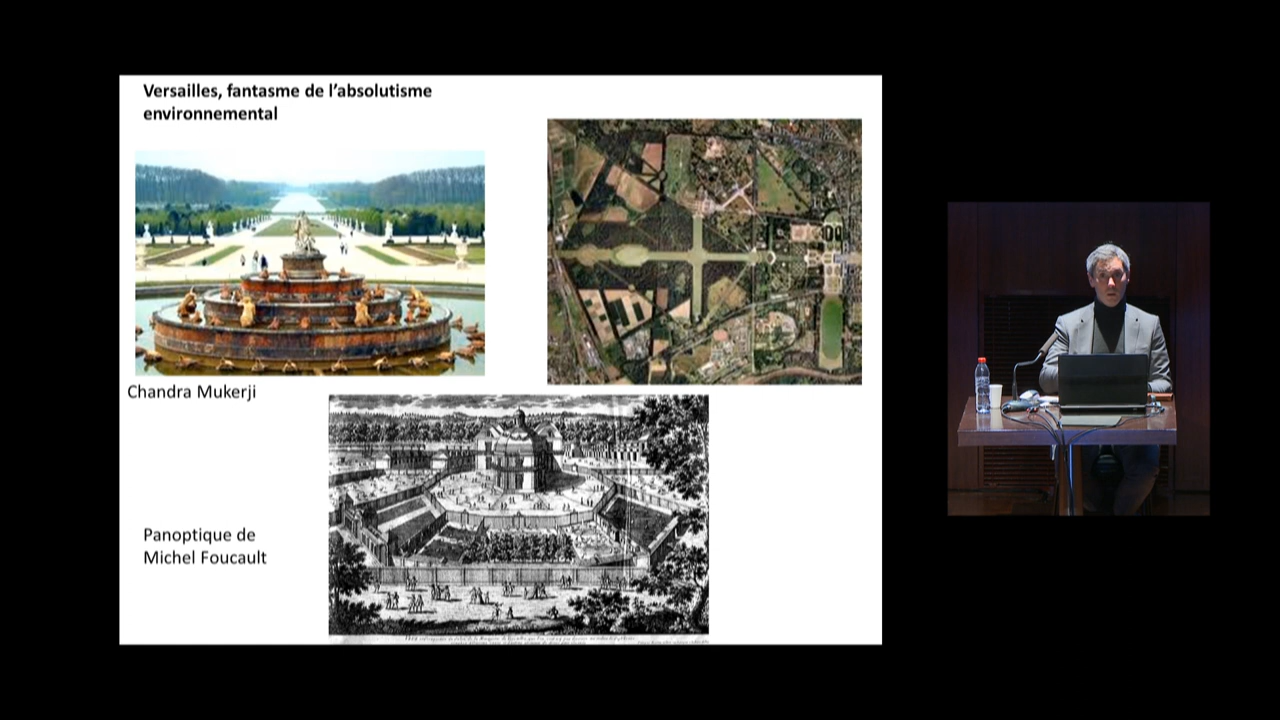 Versailles, fantasme de l'absolutisme
environnemental
Chandra Mukerji
Panoptique de
Michel Foucault